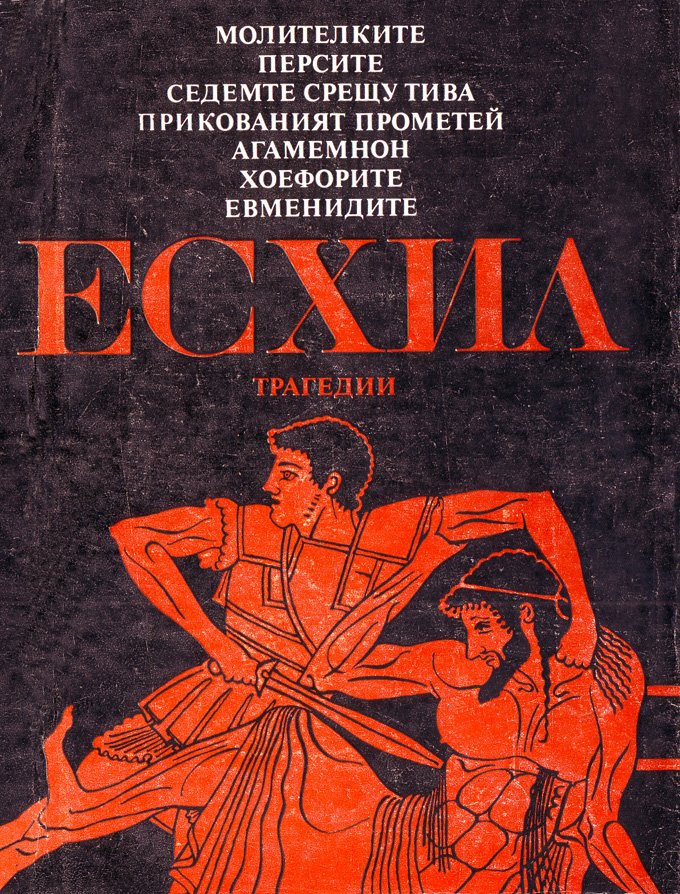 МОЛИТЕЛКИТЕ
ПЕРСИТЕ
СЕДЕМТЕ СРЕЩУ ТИВА
ПРИКОВАНИЯТ ПРОМЕТЕЙ
АГАМЕМНОН
ХОЕФОРИТЕ
ЕВМЕНИДИТЕ
ЕСХИЛ
ТРАГЕДИИ